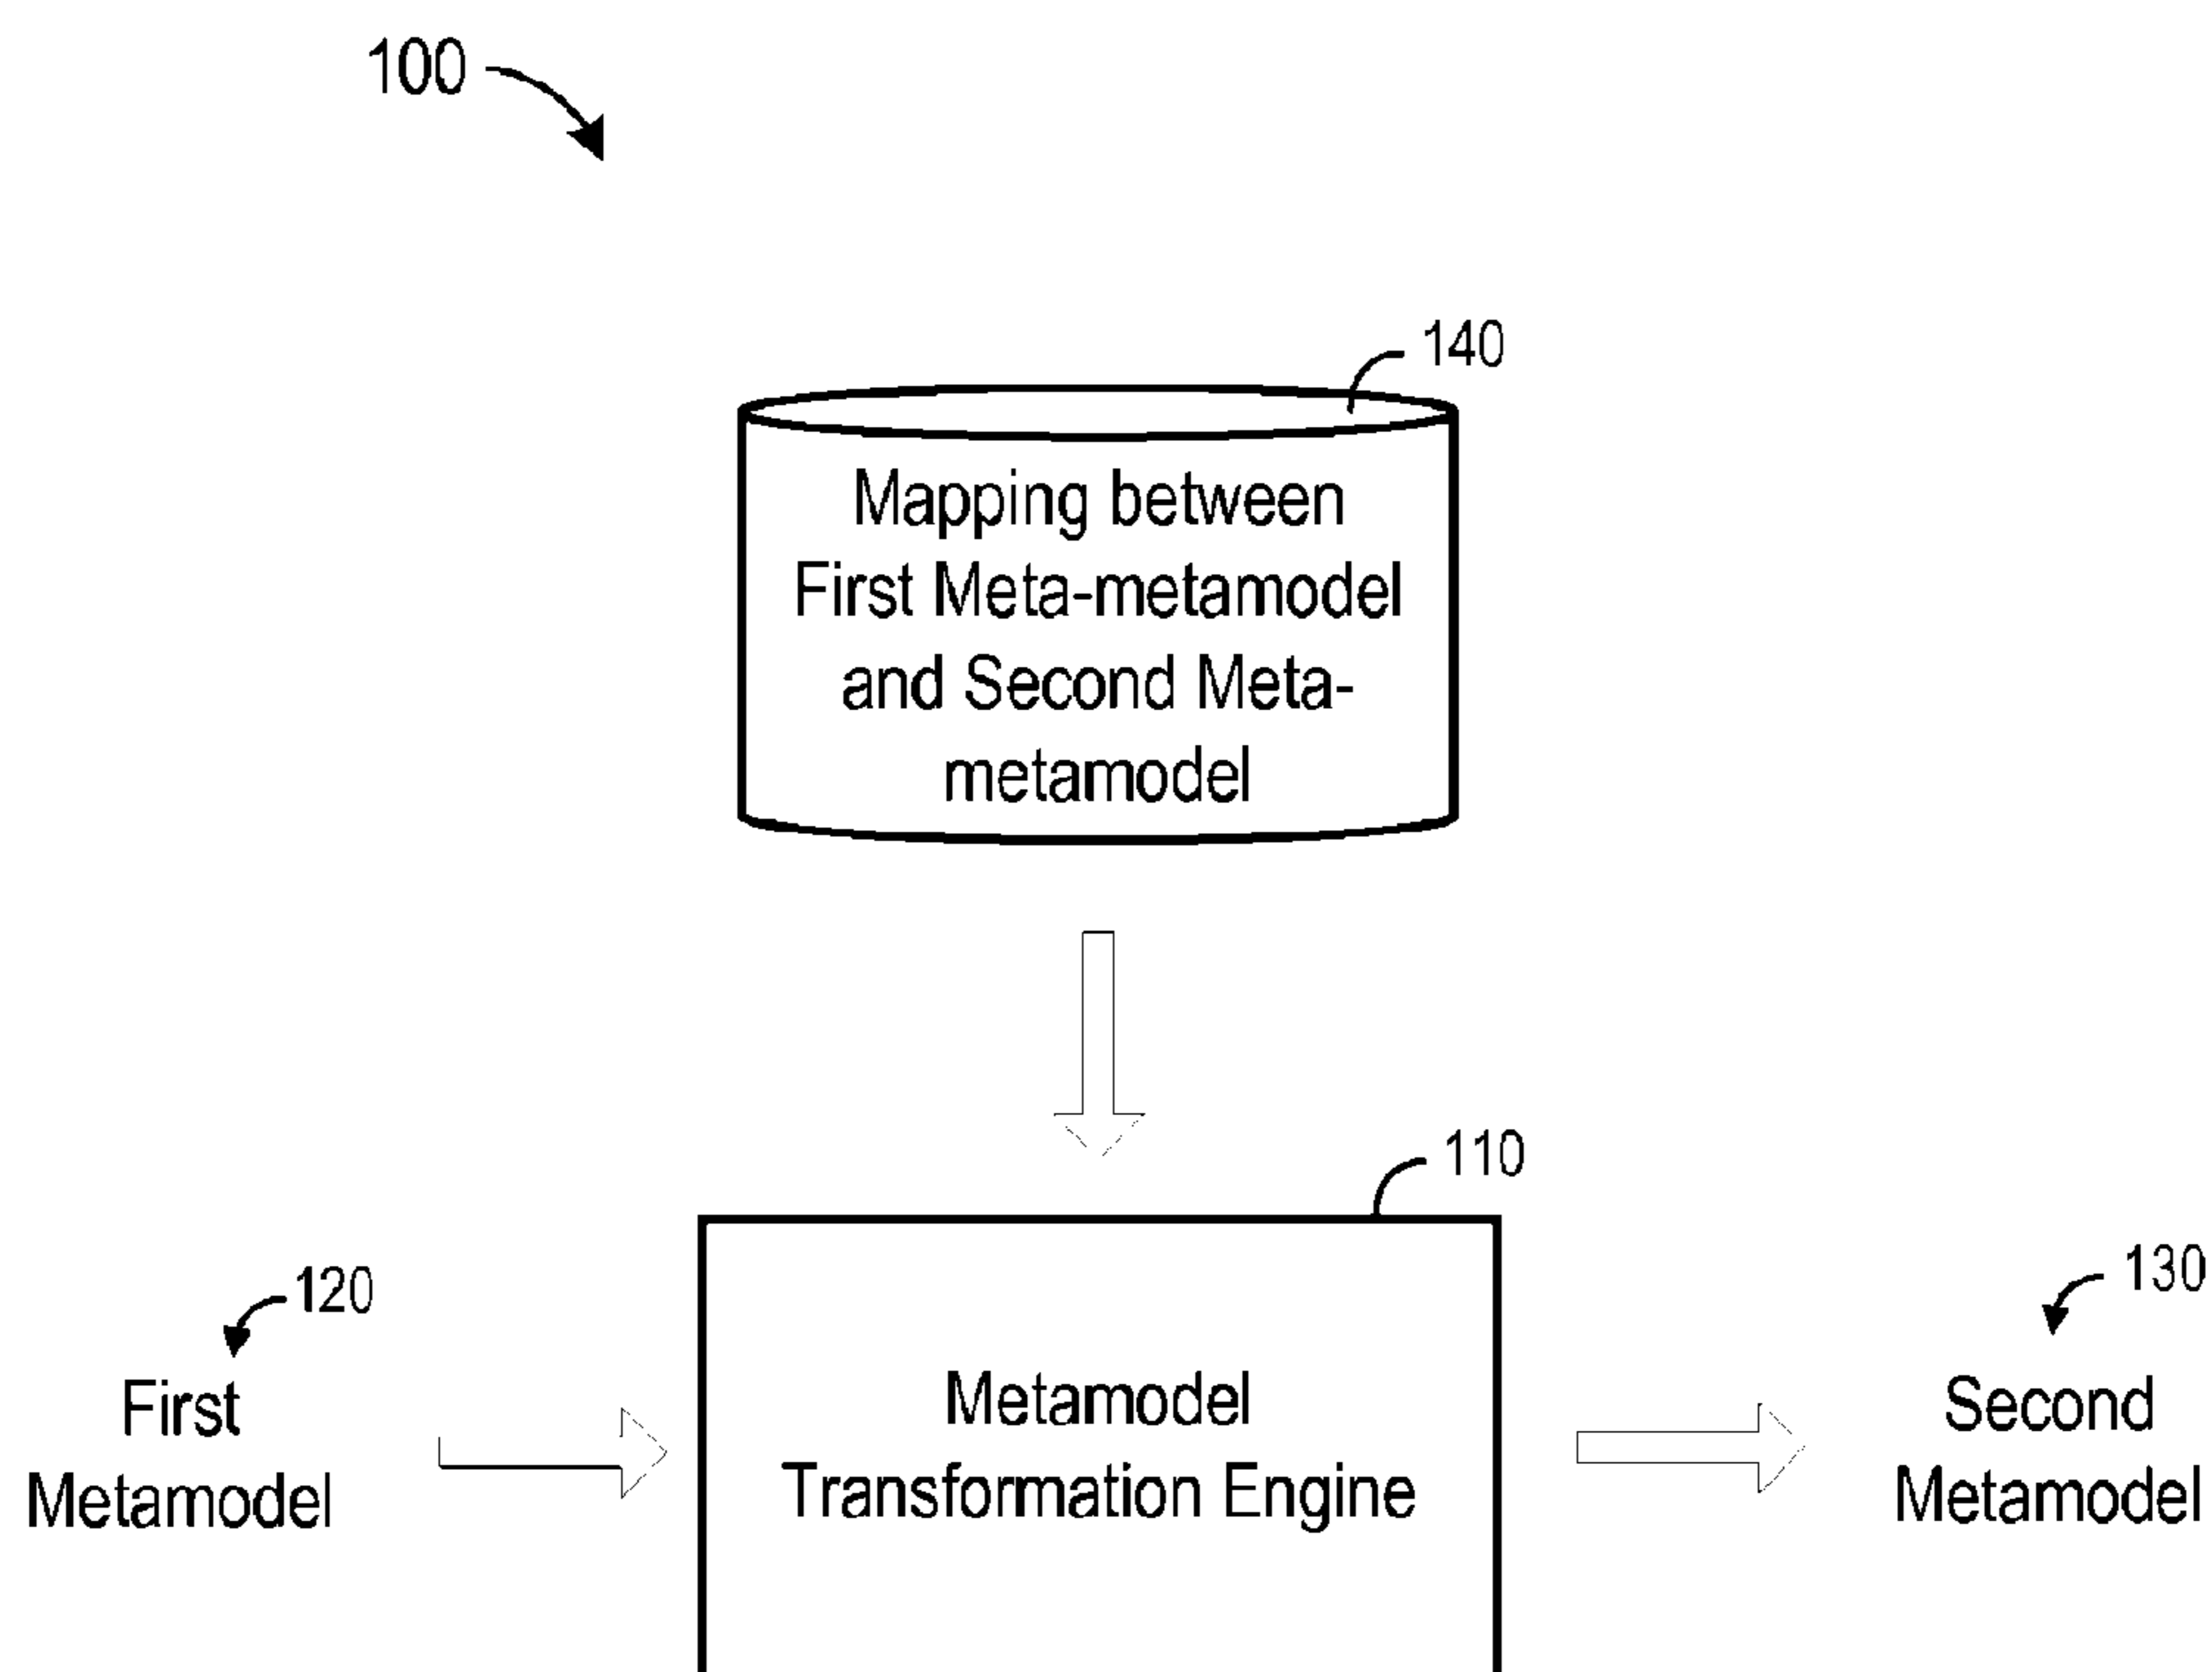 100
140
Mapping between
First Meta-metamodel
and Second Meta-
metamodel
110
120
130
First
Metamodel
Metamodel
Transformation Engine
Second
Metamodel